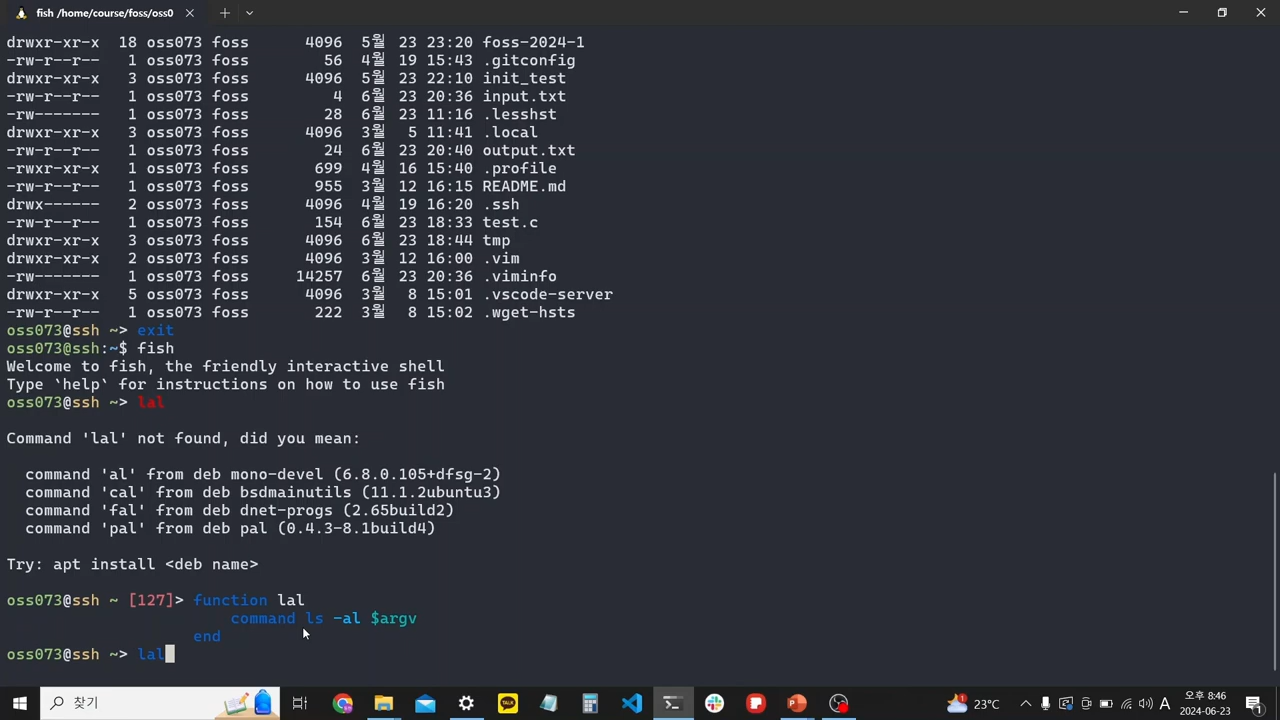 fish /home/course/foss/oss0
drwxr-xr-x 18 oss073 foss 4096 5월 23 23:20 foss-2024-1
-rw-r--r-- 1 oss073 foss 56 4월 19 15:43 .gitconfig
drwxr-xr-x 3 oss073 foss 4096 5월 23 22:10 init_test
-rw-r--r-- 1 oss073 foss 4 6월 23 20:36 input.txt
-rw------- 1 oss073 foss 28 6월 23 11:16 .lesshst
drwxr-xr-x 3 oss073 foss 4096 3월 5 11:41 .local
-rw-r--r-- 1 oss073 foss 24 6월 23 20:40 output.txt
-rwxr-xr-x 1 oss073 foss 699 4월 16 15:40 .profile
-rw-r--r-- 1 oss073 foss 955 3월 12 16:15 README.md
drwx------ 2 oss073 foss 4096 4월 19 16:20 .ssh
-rw-r--r-- 1 oss073 foss 154 6월 23 18:33 test.c
drwxr-xr-x 3 oss073 foss 4096 6월 23 18:44 tmp
drwxr-xr-x 2 oss073 foss 4096 3월 12 16:00 .vim
-rw------- 1 oss073 foss 14257 6월 23 20:36 .viminfo
drwxr-xr-x 5 oss073 foss 4096 3월 8 15:01 .vscode-server
-rw-r--r-- 1 oss073 foss 222 3월 8 15:02 .wget-hsts
oss073@ssh ~> exit
oss073@ssh:~$ fish
Welcome to fish, the friendly interactive shell
Type `help` for instructions on how to use fish
oss073@ssh ~> lal
Command 'lal' not found, did you mean:
command 'al' from deb mono-devel (6.8.0.105+dfsg-2)
command 'cal' from deb bsdmainutils (11.1.2ubuntu3)
command 'fal' from deb dnet-progs (2.65build2)
command 'pal' from deb pal (0.4.3-8.1build4)
Try: apt install <deb name>
oss073@ssh ~ [127]> function lal
command ls -al $argv
end
oss073@ssh ~> lal
찾기
TALK
23°C
오후 8:46
2024-06-23